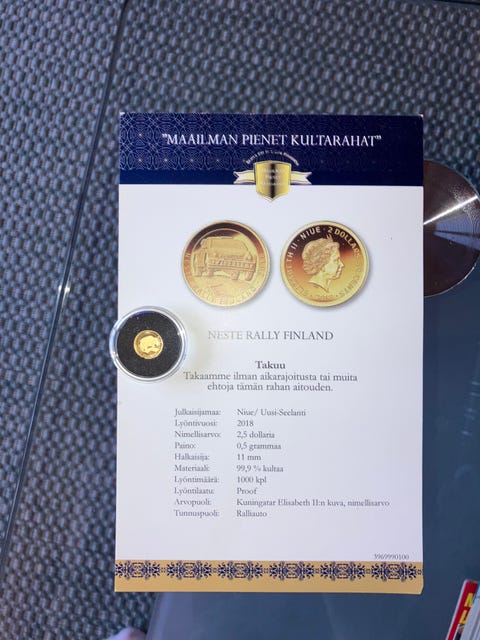 "MAAILMAN PIENET KULTARAHAT"
NIUE · 2 DOLLARS
NESTE RALLY FINLAND
Takuu
Takaamme ilman aikarajoitusta tai muita
ehtoja tämän rahan aitouden.
Julkaisijamaa: Niue/ Uusi-Seelanti
Lyöntivuosi: 2018
Nimellisarvo: 2,5 dollaria
Paino: 0,5 grammaa
Halkaisija: 11 mm
Materiaali: 99,9 % kultaa
Lyöntimäärä: 1000 kpl
Lyöntilaatu: Proof
Arvopuoli: Kuningatar Elisabeth II:n kuva, nimellisarvo
Tunnuspuoli: Ralliauto
3969990100